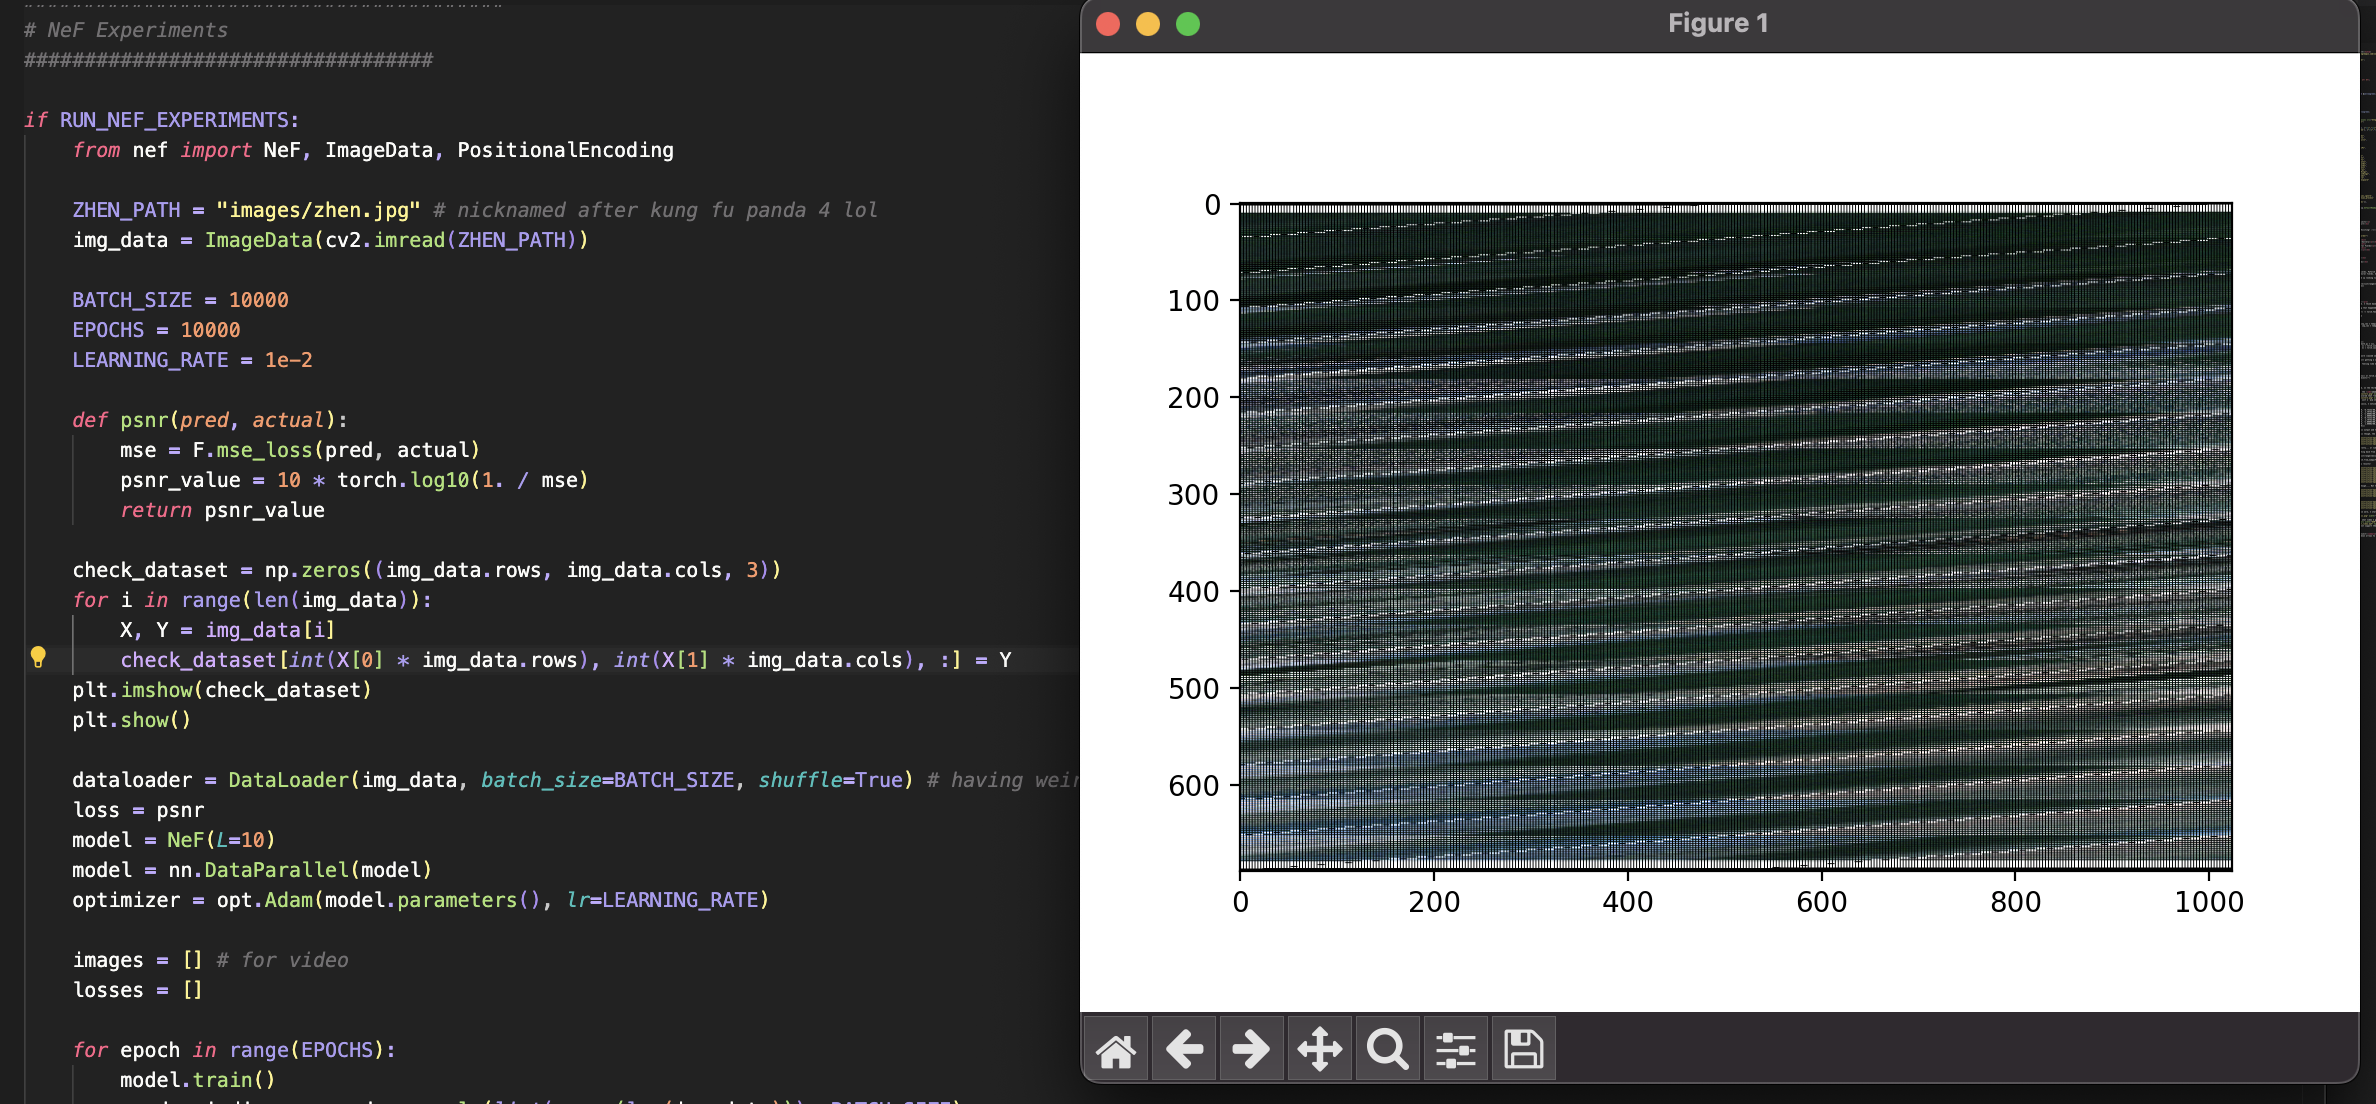 # NeF Experiments
##################################
if RUN_NEF_EXPERIMENTS:
from nef import NeF, ImageData, PositionalEncoding
ZHEN_PATH = "images/zhen.jpg" # nicknamed after kung fu panda 4 lol
img_data = ImageData(cv2.imread(ZHEN_PATH))
BATCH_SIZE = 10000
EPOCHS = 10000
LEARNING_RATE = 1e-2
def psnr(pred, actual):
mse = F.mse_loss(pred, actual)
psnr_value = 10 * torch.log10(1. / mse)
return psnr_value
check_dataset = np.zeros((img_data.rows, img_data.cols, 3))
for i in range(len(img_data)):
X, Y = img_data[i]
check_dataset[int(X[0] * img_data.rows), int(X[1] * img_data.cols), :] = Y
plt.imshow(check_dataset)
plt.show()
dataloader = DataLoader(img_data, batch_size=BATCH_SIZE, shuffle=True) # having
loss = psnr
model = NeF(L=10)
model = nn.DataParallel(model)
optimizer = opt.Adam(model.parameters(), lr=LEARNING_RATE)
images = [] # for video
losses = []
for epoch in range(EPOCHS):
model.train()
Figure 1
0
100
200
300
400
500
600
0 200 400 600 800 1000